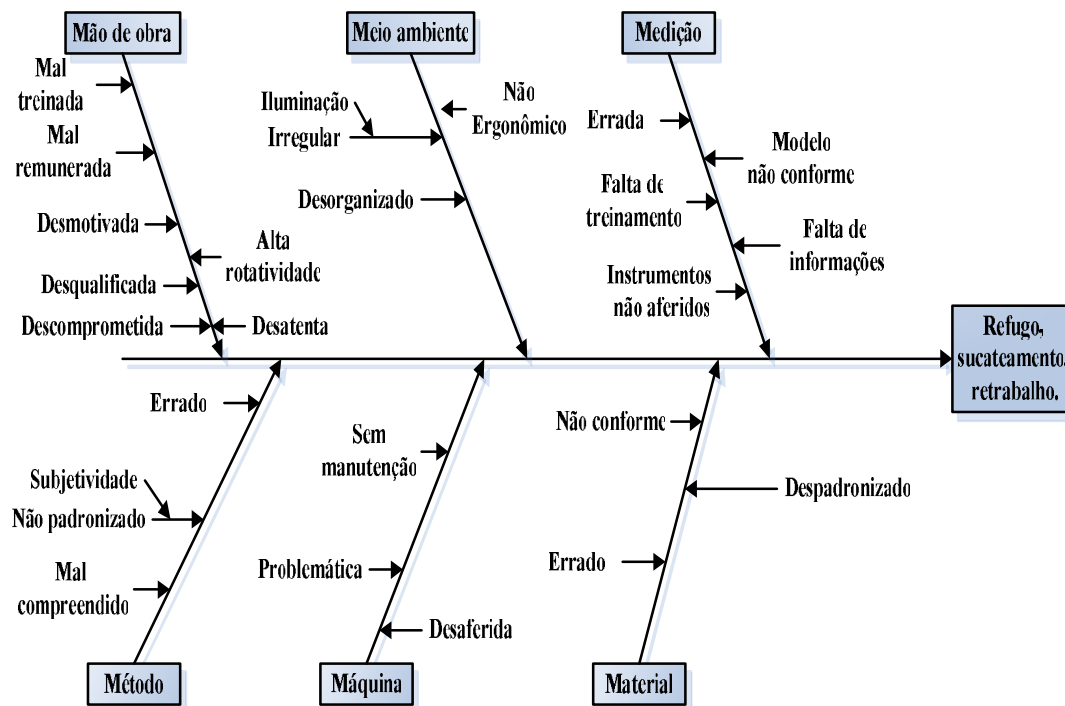 Mão de obra
Meio ambiente
Medição
Mal
treinada
Mal
remunerada
Desmotivada
Alta
rotatividade
Desqualificada
Descomprometida
Desatenta
Iluminação
Irregular
Não
Ergonômico
Desorganizado
Errada
Modelo
não conforme
Falta de
treinamento
Falta de
informações
Instrumentos
não aferidos
Refugo,
sucateamento,
retrabalho.
Errado
Subjetividade
Não padronizado
Mal
compreendido
Sem
manutenção
Problemática
Desaferida
Não conforme
Despadronizado
Errado
Método
Máquina
Material